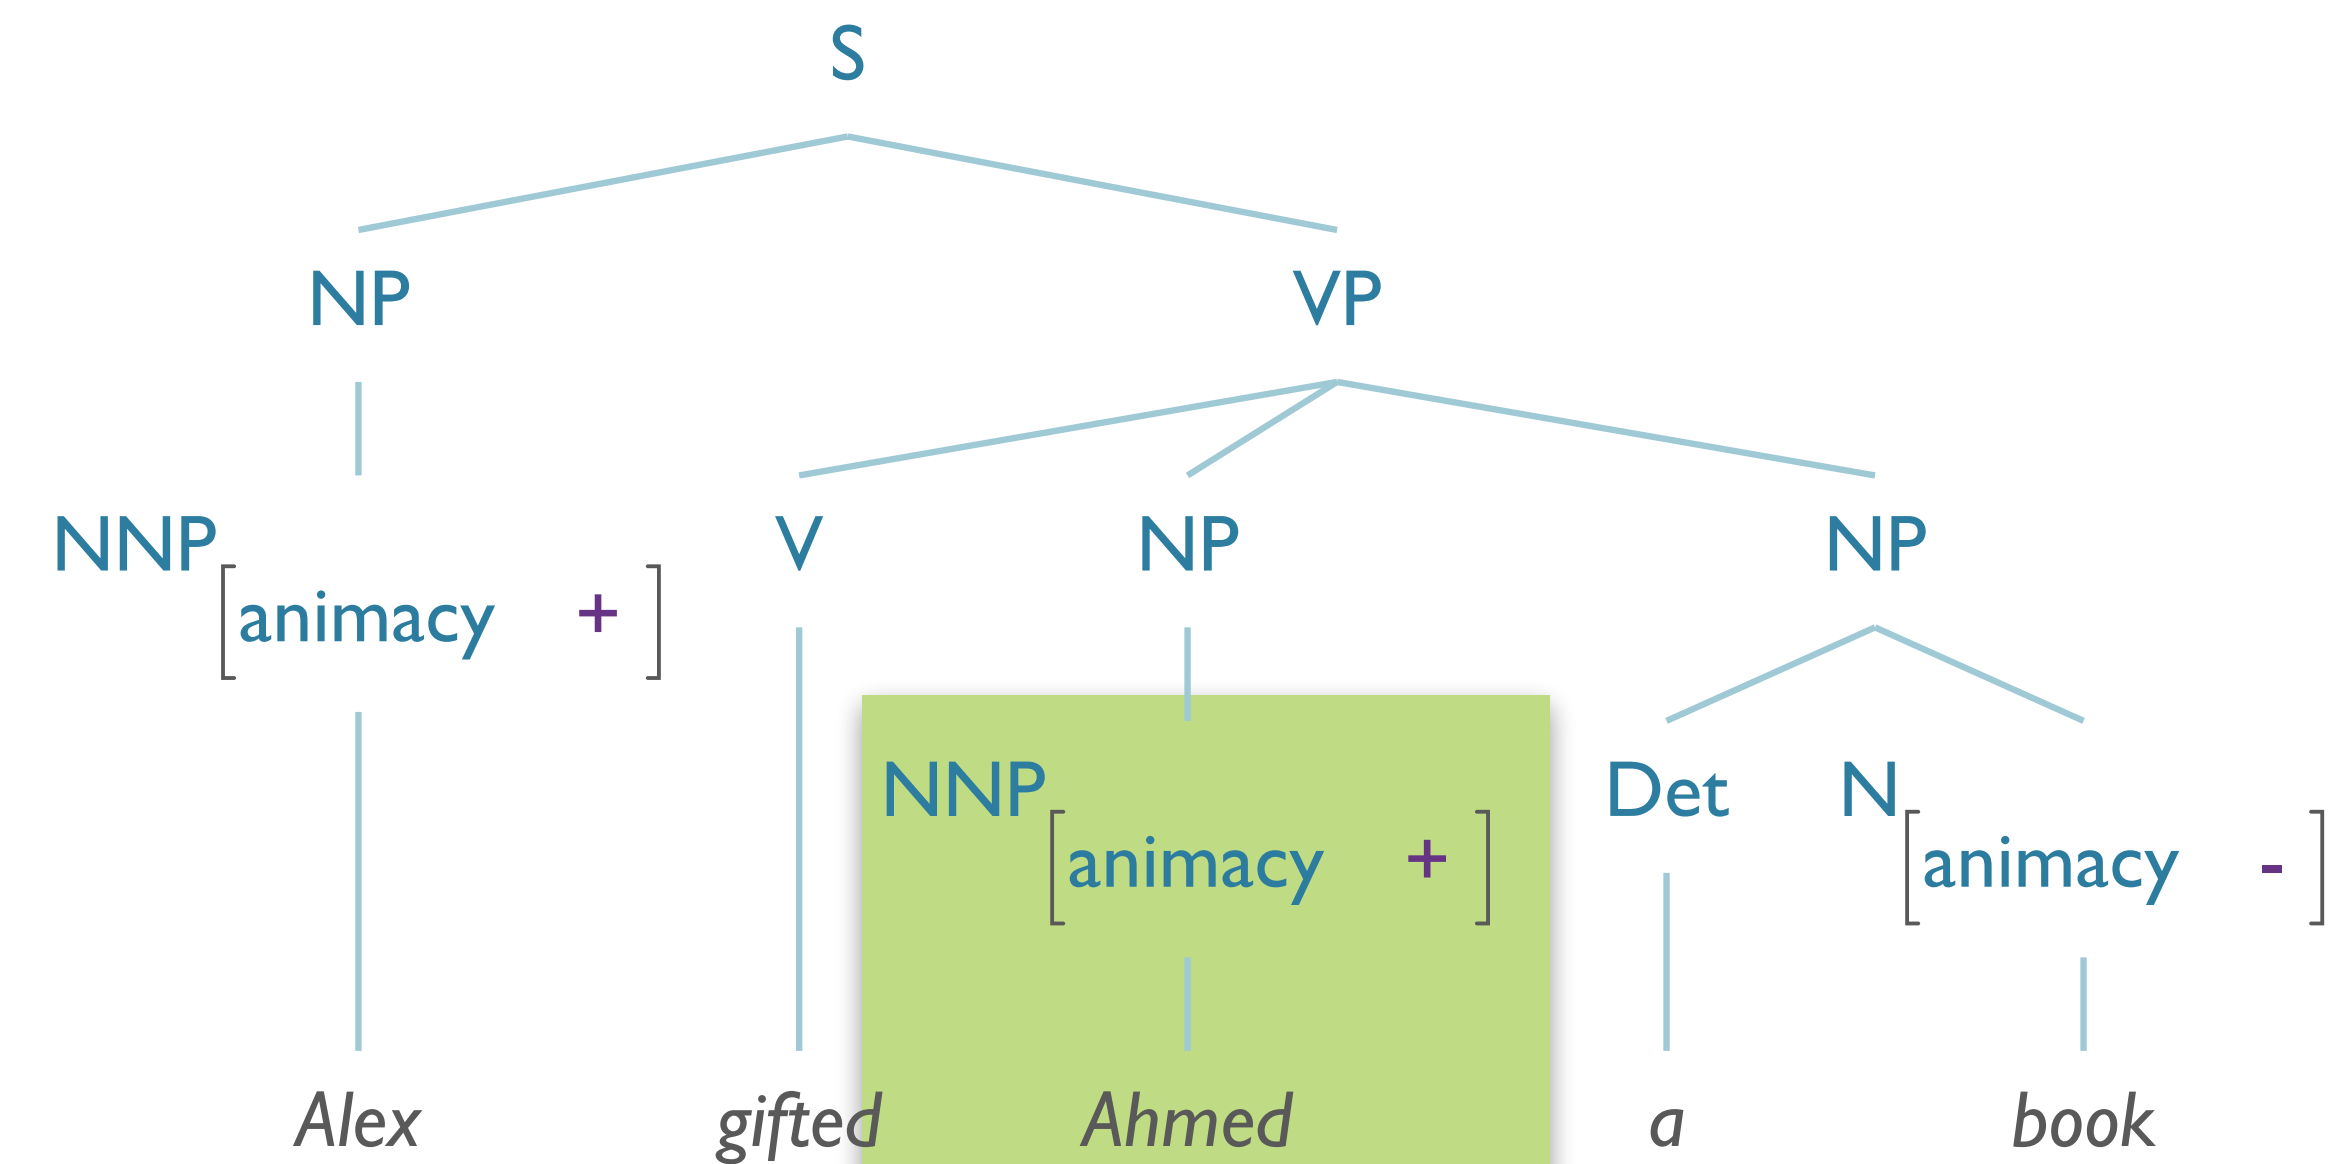 S
NP VP
NNP V NP NP
[animacy + ]
NNP Det N
[animacy + ] [animacy - ]
Alex gifted Ahmed a book